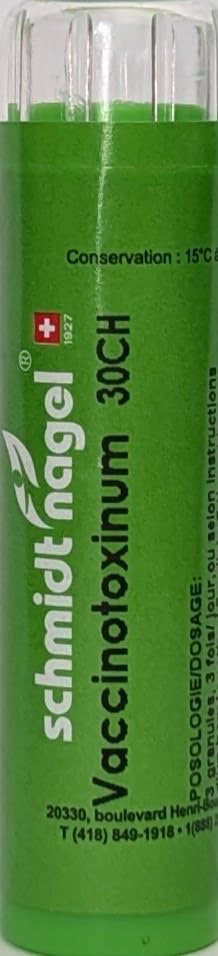 Conservation : 15°C
1927
schmidt nagel®
Vaccinotoxinum 30CH
POSOLOGIE/DOSAGE:
3 granules, 3 fois/ jour ou selon instructions
20330, boulevard Henri-
T (418) 849-1918 • 1(888)